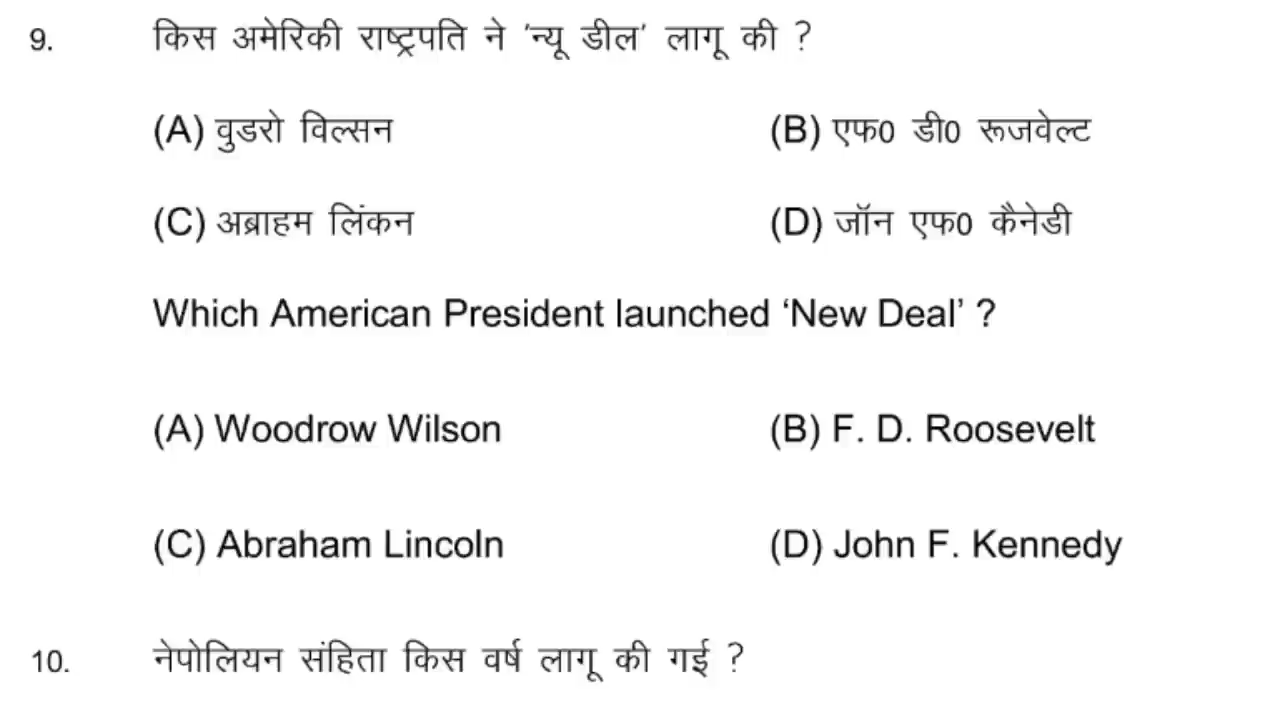 9. किस अमेरिकी राष्ट्रपति ने ‘न्यू डील’ लागू की ?
(A) वुडरो विल्सन (B) एफ0 डी0 रूजवेल्ट
(C) अब्राहम लिंकन (D) जॉन एफ0 कैनेडी
Which American President launched ‘New Deal’ ?
(A) Woodrow Wilson (B) F. D. Roosevelt
(C) Abraham Lincoln (D) John F. Kennedy
10. नेपोलियन संहिता किस वर्ष लागू की गई ?